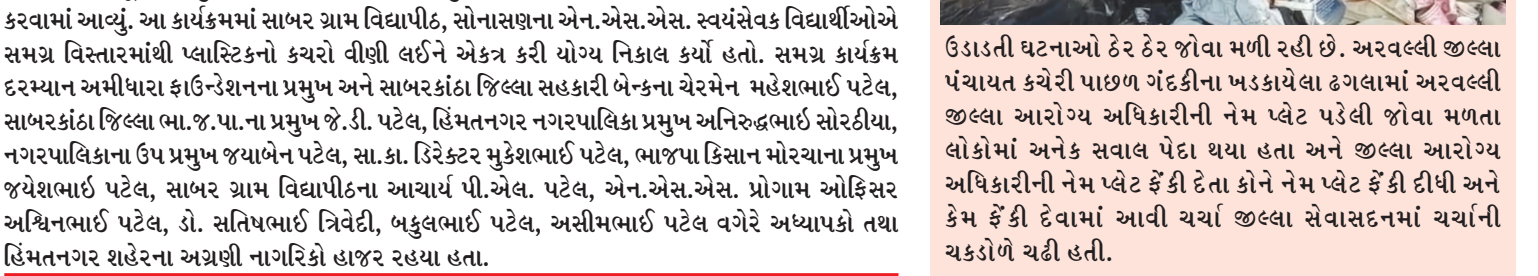 કરવામાં આવ્યું. આ કાર્યક્રમમાં સાબર ગ્રામ વિદ્યાપીઠ, સોનાસણના એન.એસ.એસ. સ્વયંસેવક વિદ્યાર્થીઓએ
સમગ્ર વિસ્તારમાંથી પ્લાસ્ટિકનો કચરો વીણી લઈને એકત્ર કરી યોગ્ય નિકાલ કર્યો હતો. સમગ્ર કાર્યક્રમ
દરમ્યાન અમીધારા ફાઉન્ડેશનના પ્રમુખ અને સાબરકાંઠા જિલ્લા સહકારી બેન્કના ચેરમેન મહેશભાઈ પટેલ,
સાબરકાંઠા જિલ્લા ભા.જ.પા.ના પ્રમુખ જે.ડી. પટેલ, હિંમતનગર નગરપાલિકા પ્રમુખ અનિરુદ્ધભાઇ સોરઠીયા,
નગરપાલિકાના ઉપ પ્રમુખ જયાબેન પટેલ, સા.કા. ડિરેક્ટર મુકેશભાઈ પટેલ, ભાજપા કિસાન મોરચાના પ્રમુખ
જયેશભાઇ પટેલ, સાબર ગ્રામ વિદ્યાપીઠના આચાર્ય પી.એલ. પટેલ, એન.એસ.એસ. પ્રોગામ ઓફિસર
અશ્વિનભાઈ પટેલ, ડો. સતિષભાઈ ત્રિવેદી, બકુલભાઈ પટેલ, અસીમભાઈ પટેલ વગેરે અધ્યાપકો તથા
હિંમતનગર શહેરના અગ્રણી નાગરિકો હાજર રહયા હતા.
ઉડાડતી ઘટનાઓ ઠેર ઠેર જોવા મળી રહી છે. અરવલ્લી જીલ્લા
પંચાયત કચેરી પાછળ ગંદકીના ખડકાયેલા ઢગલામાં અરવલ્લી
જીલ્લા આરોગ્ય અધિકારીની નેમ પ્લેટ પડેલી જોવા મળતા
લોકોમાં અનેક સવાલ પેદા થયા હતા અને જીલ્લા આરોગ્ય
અધિકારીની નેમ પ્લેટ ફેંકી દેતા કોને નેમ પ્લેટ ફેંકી દીધી અને
કેમ ફેંકી દેવામાં આવી ચર્ચા જીલ્લા સેવાસદનમાં ચર્ચાની
ચકડોળે ચઢી હતી.